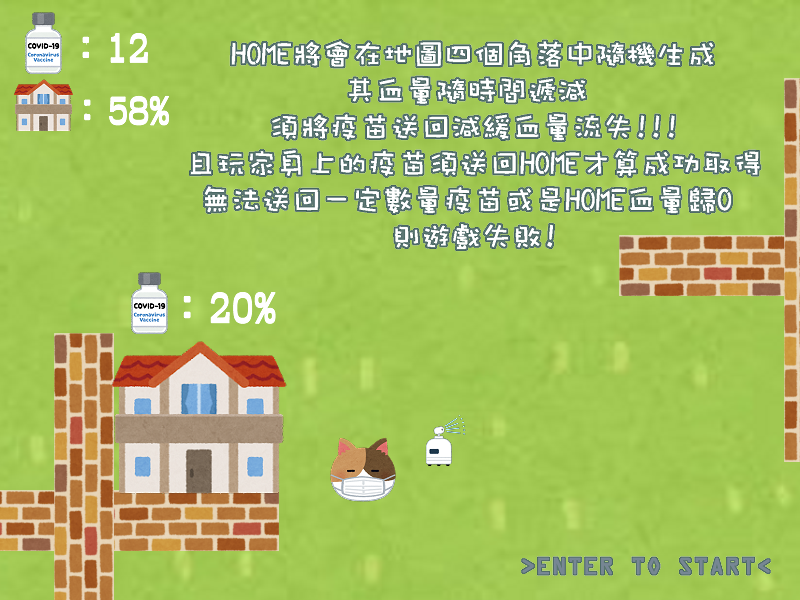 COVID-19
Coronavirus
Vaccine
: 12
: 58%
HOME將會在地圖四個角落中隨機生成
其血量隨時間遞減
須將疫苗送回減緩血量流失!!!
且玩家身上的疫苗須送回HOME才算成功取得
無法送回一定數量疫苗或是HOME血量歸0
則遊戲失敗!
COVID-19
Coronavirus
Vaccine
: 20%
>ENTER TO START<